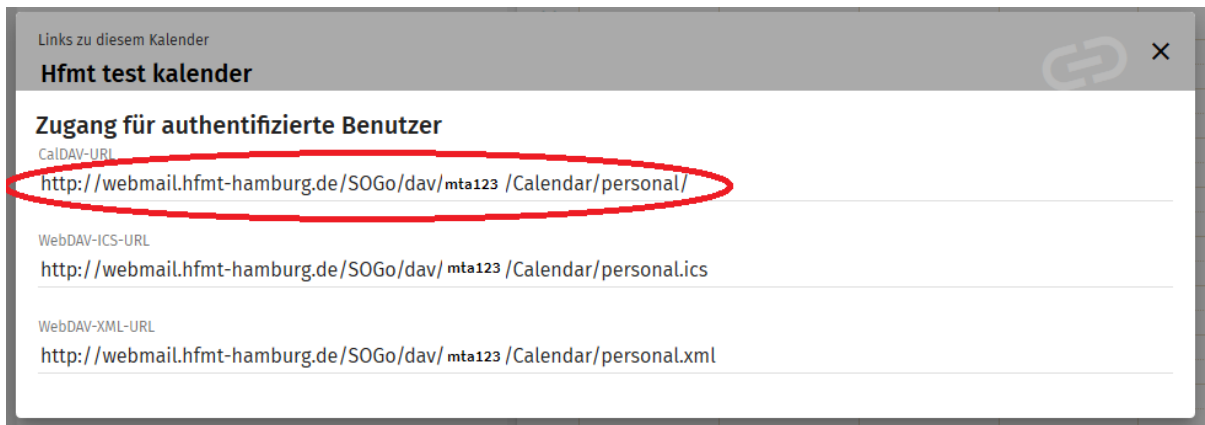 Links zu diesem Kalender
Hfmt test kalender
Zugang für authentifizierte Benutzer
CalDAV-URL
http://webmail.hfmt-hamburg.de/SOGo/dav/mta123 /Calendar/personal/
WebDAV-ICS-URL
http://webmail.hfmt-hamburg.de/SOGo/dav/ mta123 /Calendar/personal.ics
WebDAV-XML-URL
http://webmail.hfmt-hamburg.de/SOGo/dav/ mta123 /Calendar/personal.xml